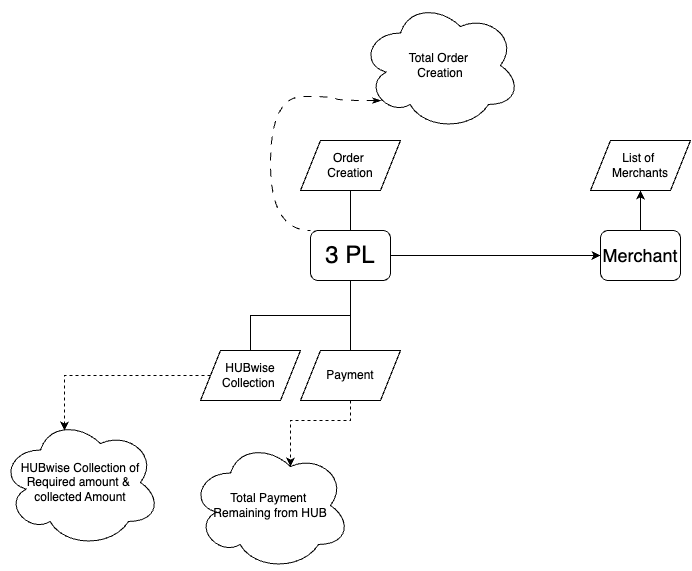 Total Order
Creation
Order
Creation
List of
Merchants
3 PL
Merchant
HUBwise
Collection
Payment
HUBwise Collection of
Required amount &
collected Amount
Total Payment
Remaining from HUB